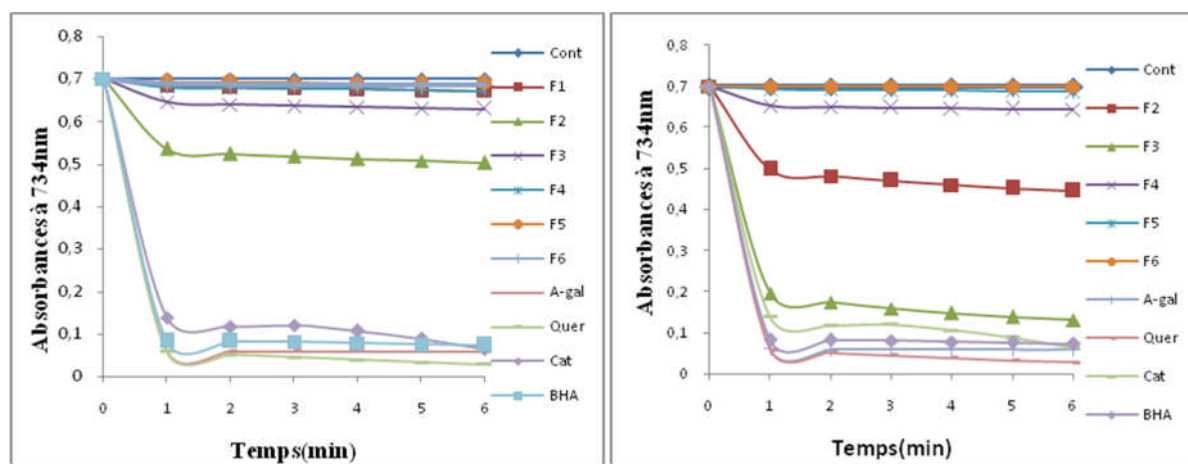 Absorbances à 734nm
0,8
0,7
0,6
0,5
0,4
0,3
0,2
0,1
0
0 1 2 3 4 5 6
Temps(min)
Cont
F1
F2
F3
F4
F5
F6
A-gal
Quer
Cat
BHA
Absorbances à 734nm
0,8
0,7
0,6
0,5
0,4
0,3
0,2
0,1
0
0 1 2 3 4 5 6
Temps(min)
Cont
F2
F3
F4
F5
F6
A-gal
Quer
Cat
BHA